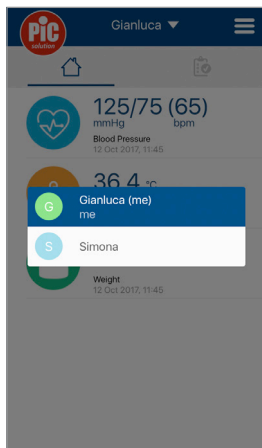 PiC
solution
Gianluca ▼
125/75 (65)
mmHg bpm
Blood Pressure
12 Oct 2017, 11:45
36.4 °C
G
Gianluca (me)
me
S
Simona
Weight
12 Oct 2017, 11:45